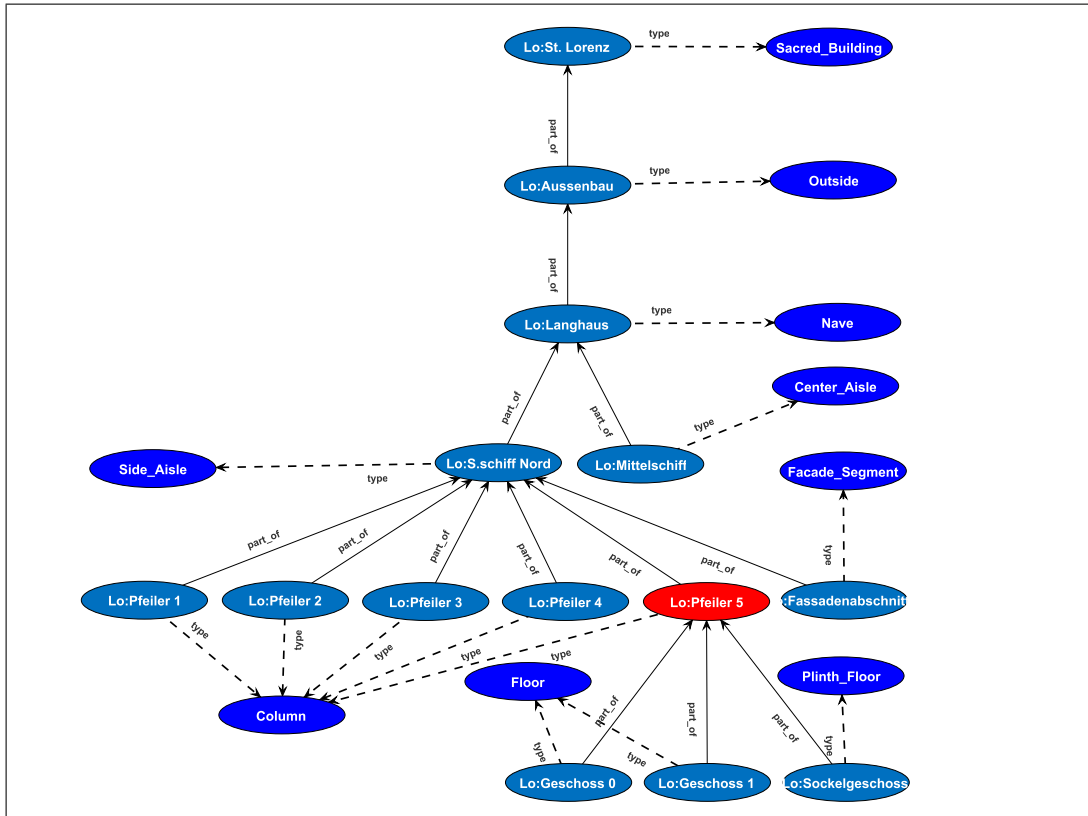 type
Lo:St. Lorenz
Sacred_Building
part_of
type
Lo:Aussenbau
Outside
part_of
type
Lo:Langhaus
Nave
Center_Aisle
part_of
part_of
type
Side_Aisle
Lo:S.schiff Nord
Lo:Mittelschiff
Facade_Segment
type
part_of
part_of
part_of
part_of
part_of
part_of
type
Lo:Pfeiler 1
Lo:Pfeiler 2
Lo:Pfeiler 3
Lo:Pfeiler 4
Lo:Pfeiler 5
:Fassadenabschnitt
type
type
type
type
type
Floor
Plinth_Floor
Column
part_of
part_of
part_of
type
type
type
Lo:Geschoss 0
Lo:Geschoss 1
Lo:Sockelgeschoss